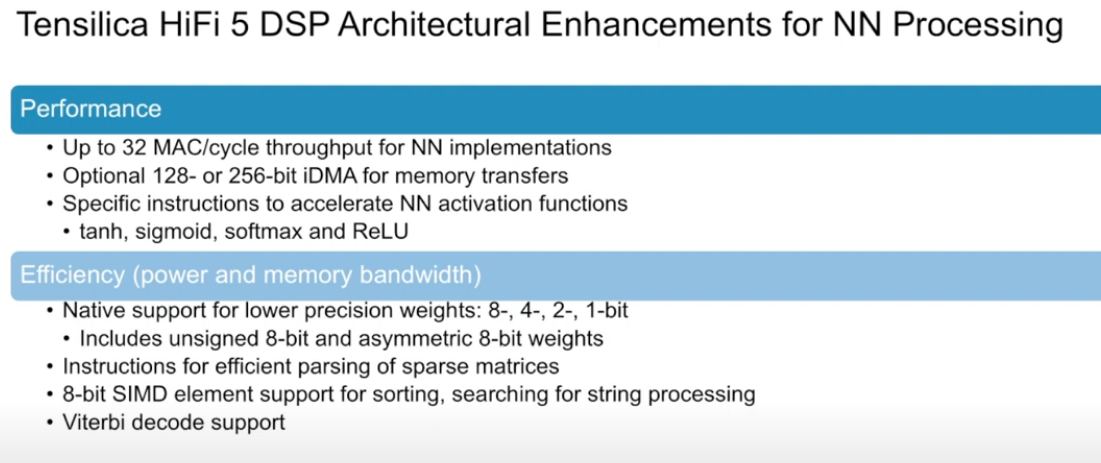 Tensilica HiFi 5 DSP Architectural Enhancements for NN Processing
Performance
• Up to 32 MAC/cycle throughput for NN implementations
• Optional 128- or 256-bit iDMA for memory transfers
• Specific instructions to accelerate NN activation functions
• tanh, sigmoid, softmax and ReLU
Efficiency (power and memory bandwidth)
• Native support for lower precision weights: 8-, 4-, 2-, 1-bit
• Includes unsigned 8-bit and asymmetric 8-bit weights
• Instructions for efficient parsing of sparse matrices
• 8-bit SIMD element support for sorting, searching for string processing
• Viterbi decode support